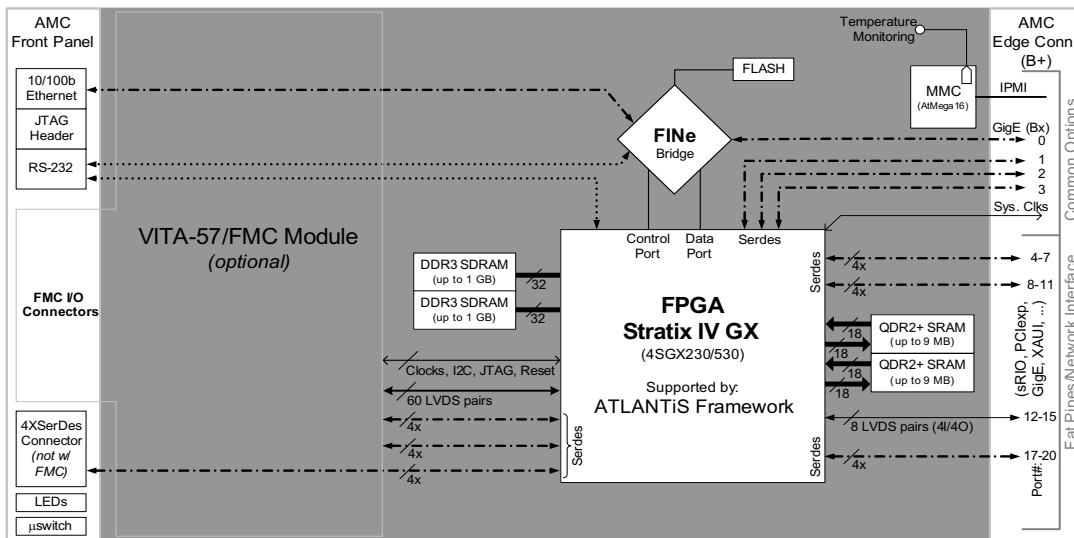 AMC
Front Panel
10/100b
Ethernet
JTAG
Header
RS-232
FMC I/O
Connectors
4XSerDes
Connector
(not w/
FMC)
LEDs
µswitch
VITA-57/FMC Module
(optional)
FLASH
FINe
Bridge
Control
Port
Data
Port
Serdes
DDR3 SDRAM
(up to 1 GB)
32
DDR3 SDRAM
(up to 1 GB)
32
Clocks, I2C, JTAG, Reset
60 LVDS pairs
4x
4x
4x
Serdes
FPGA
Stratix IV GX
(4SGX230/530)
Supported by:
ATLANTiS Framework
Serdes
4x
4x
18
18
18
18
QDR2+ SRAM
(up to 9 MB)
QDR2+ SRAM
(up to 9 MB)
8 LVDS pairs (4I/4O)
Serdes
4x
Temperature
Monitoring
MMC
(AtMega16)
AMC
Edge Conn
(B+)
IPMI
GigE (Bx)
0
1
2
3
Sys. Clks
4-7
8-11
(sRIO, PCIexp,
GigE, XAUI, ...)
12-15
17-20
Port#:
Common Options
Fat Pipes/Network Interface